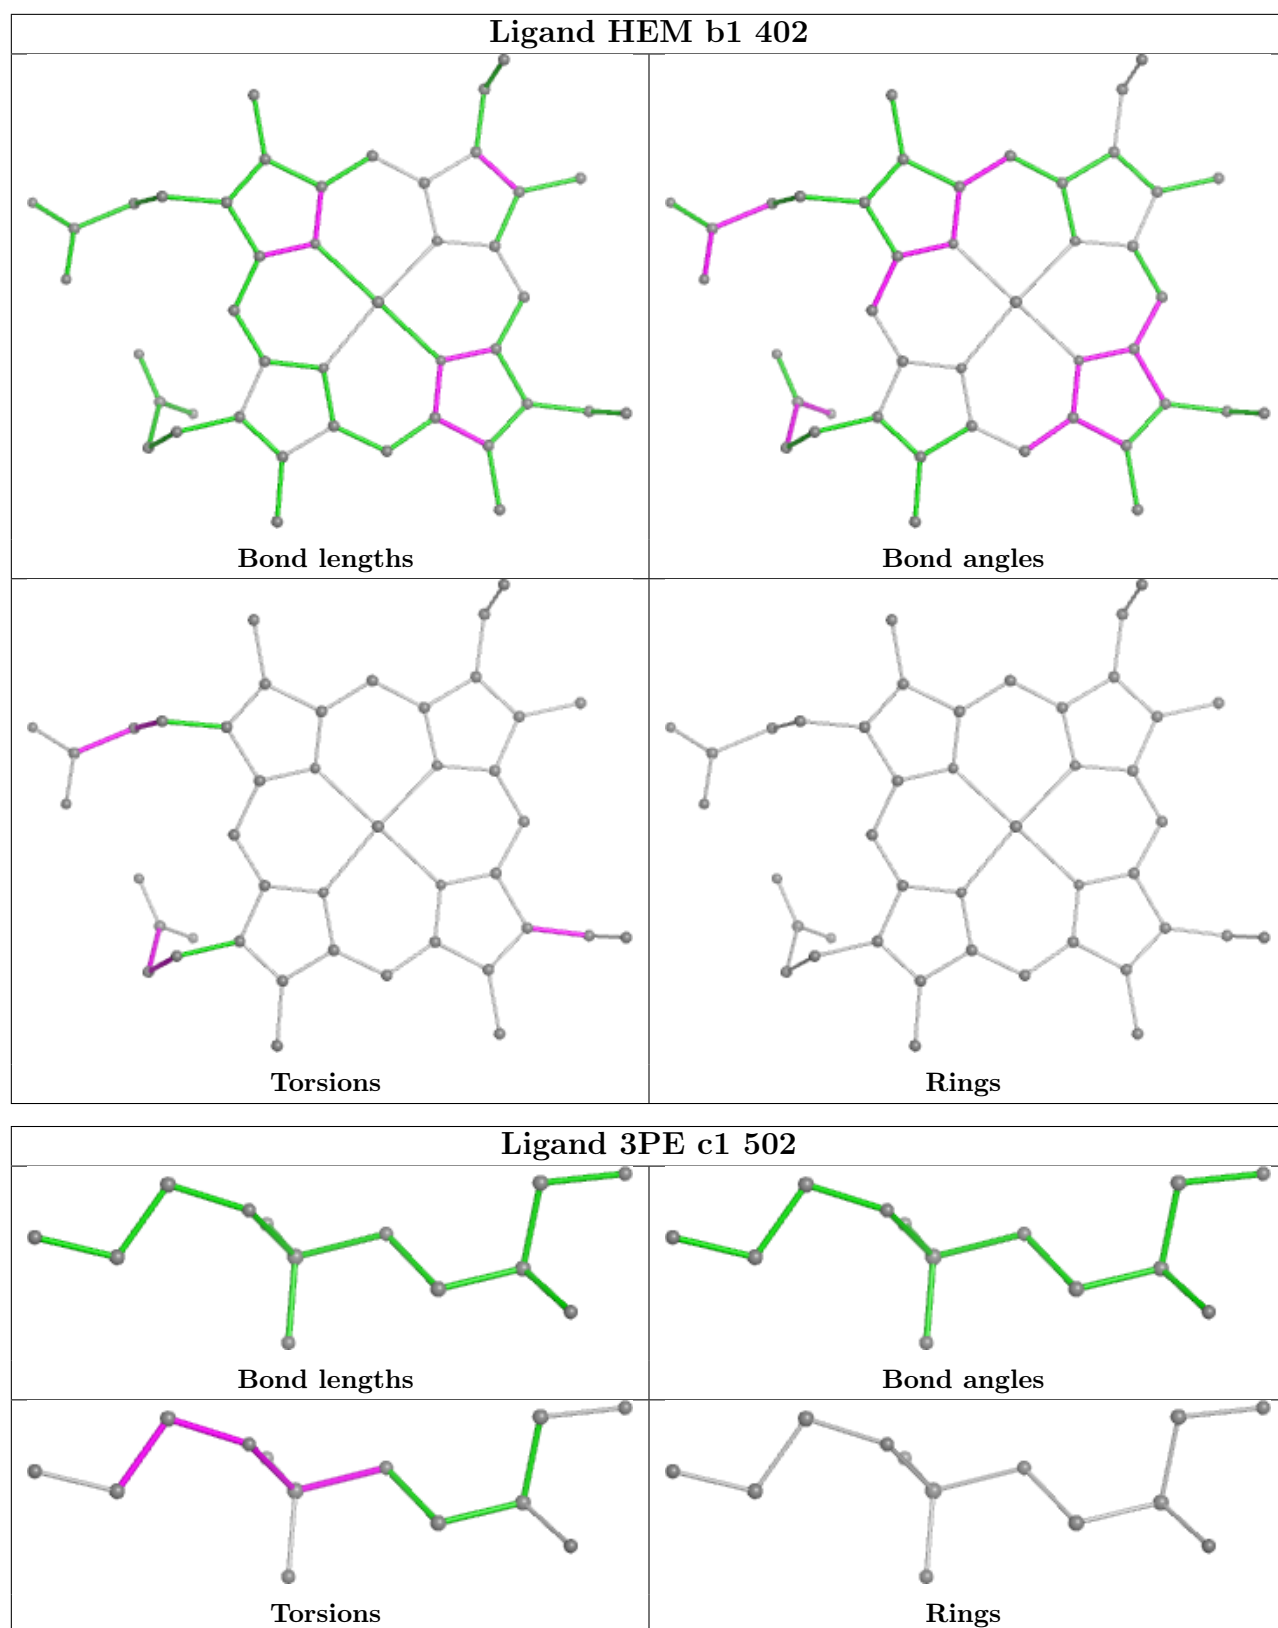 Ligand HEM b1 402
Bond lengths
Bond angles
Torsions
Rings
Ligand 3PE c1 502
Bond lengths
Bond angles
Torsions
Rings